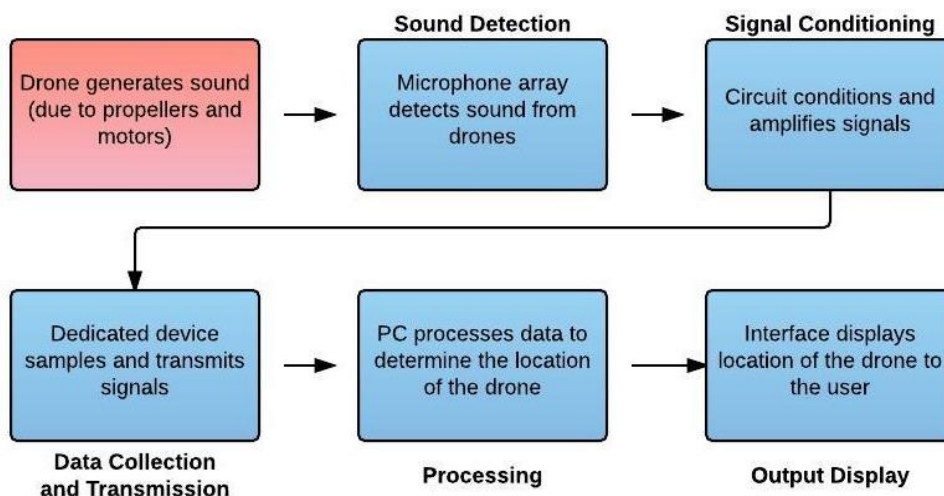 Sound Detection
Signal Conditioning
Drone generates sound
(due to propellers and
motors)
Microphone array
detects sound from
drones
Circuit conditions and
amplifies signals
Dedicated device
samples and transmits
signals
PC processes data to
determine the location
of the drone
Interface displays
location of the drone to
the user
Data Collection
and Transmission
Processing
Output Display